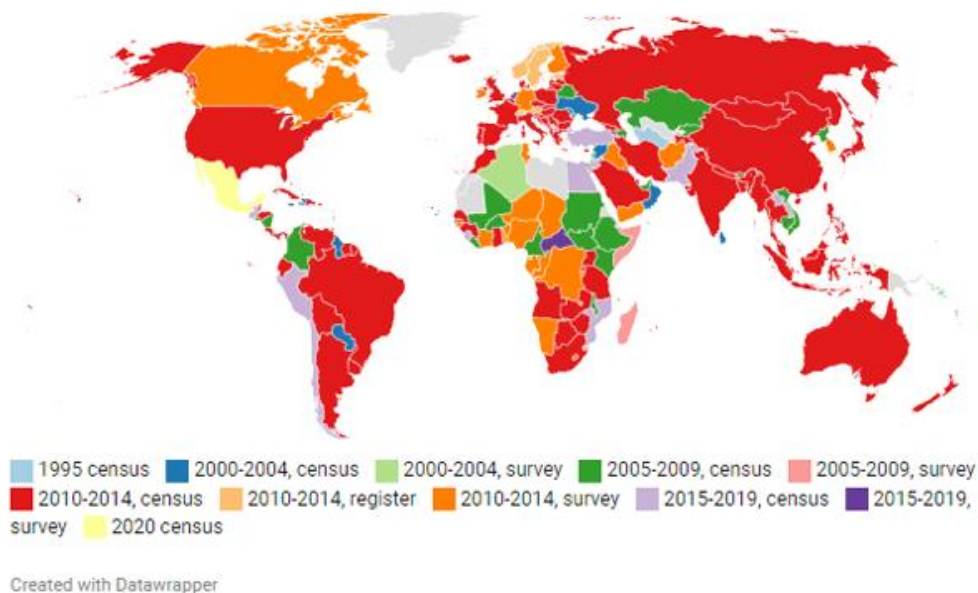 1995 census 2000-2004, census 2000-2004, survey 2005-2009, census 2005-2009, survey
2010-2014, census 2010-2014, register 2010-2014, survey 2015-2019, census 2015-2019,
survey 2020 census
Created with Datawrapper